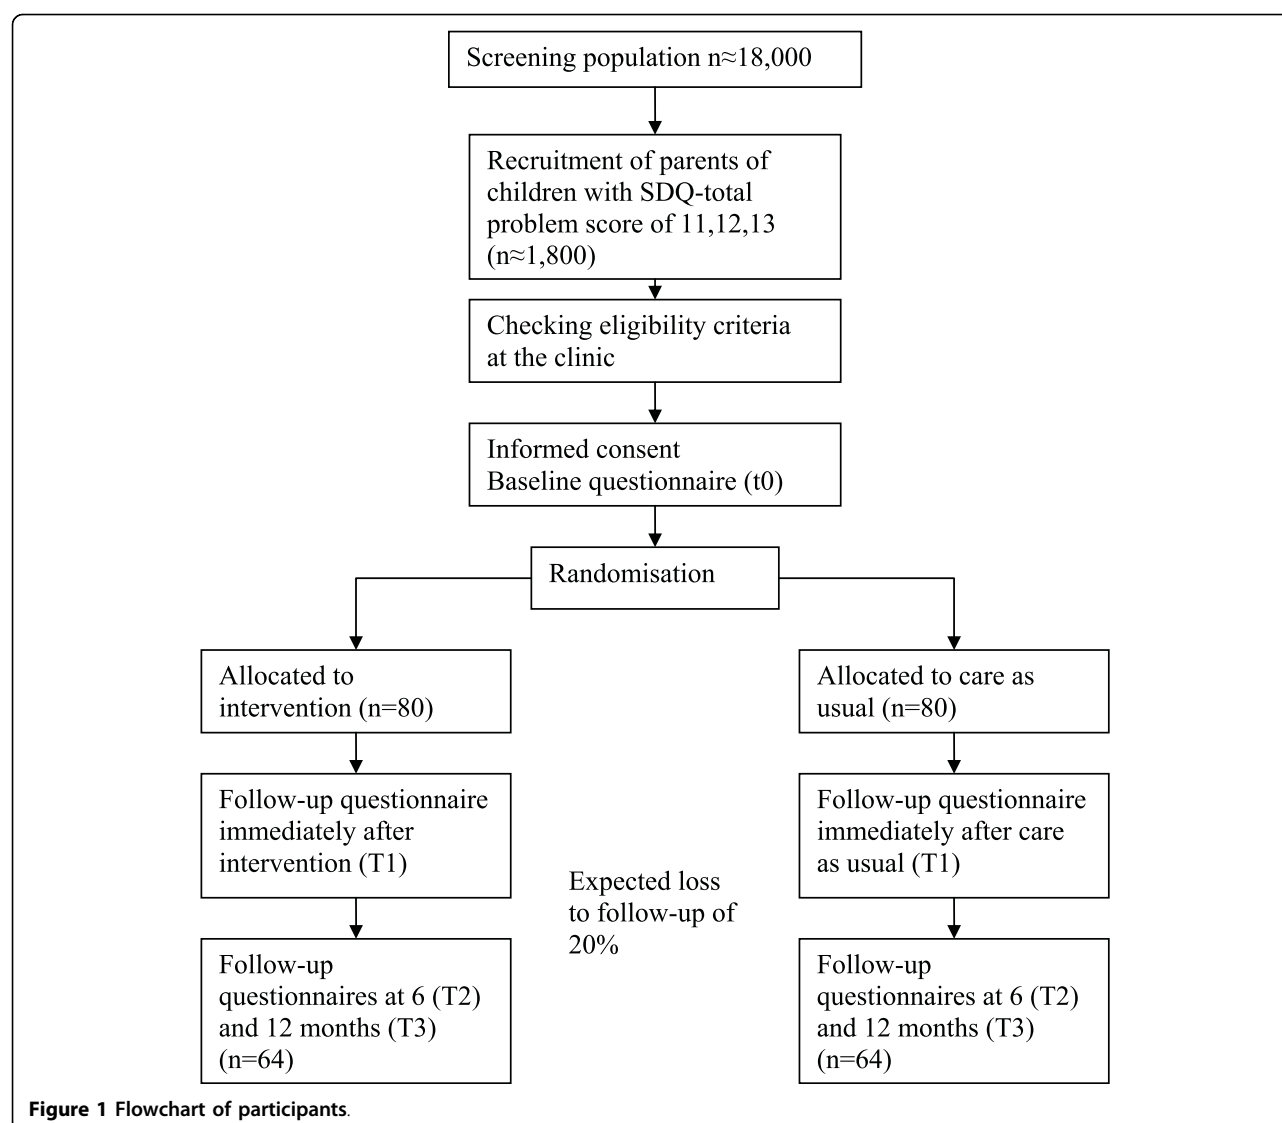 Screening population n≈18,000
Recruitment of parents of
children with SDQ-total
problem score of 11,12,13
(n≈1,800)
Checking eligibility criteria
at the clinic
Informed consent
Baseline questionnaire (t0)
Randomisation
Allocated to
intervention (n=80)
Allocated to care as
usual (n=80)
Follow-up questionnaire
immediately after
intervention (T1)
Follow-up questionnaire
immediately after care
as usual (T1)
Expected loss
to follow-up of
20%
Follow-up
questionnaires at 6 (T2)
and 12 months (T3)
(n=64)
Follow-up
questionnaires at 6 (T2)
and 12 months (T3)
(n=64)
Figure 1 Flowchart of participants.